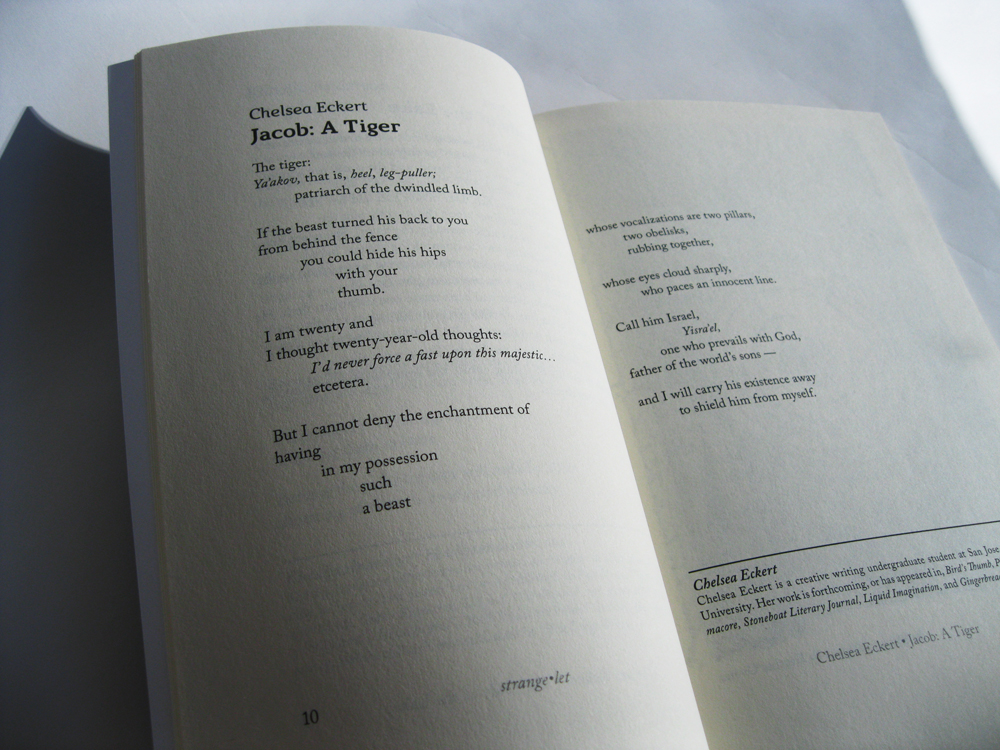 Chelsea Eckert
Jacob: A Tiger
The tiger:
Ya'akov, that is, heel, leg-puller;
patriarch of the dwindled limb.
If the beast turned his back to you
from behind the fence
you could hide his hips
with your
thumb.
I am twenty and
I thought twenty-year-old thoughts:
I'd never force a fast upon this majestic…
etcetera.
But I cannot deny the enchantment of
having
in my possession
such
a beast
strange•let
10
whose vocalizations are two pillars,
two obelisks,
rubbing together,
whose eyes cloud sharply,
who paces an innocent line.
Call him Israel,
Yisra'el,
one who prevails with God,
father of the world's sons —
and I will carry his existence away
to shield him from myself.
Chelsea Eckert
Chelsea Eckert is a creative writing undergraduate student at San Jose
University. Her work is forthcoming, or has appeared in, Bird's Thumb, P
macore, Stoneboat Literary Journal, Liquid Imagination, and Gingerbread
Chelsea Eckert • Jacob: A Tiger